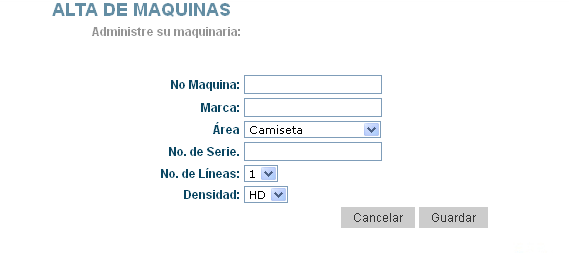 ALTA DE MAQUINAS
Administre su maquinaria:
No Maquina:
Marca:
Área Camiseta
No. de Serie.
No. de Líneas: 1
Densidad: HD
Cancelar Guardar